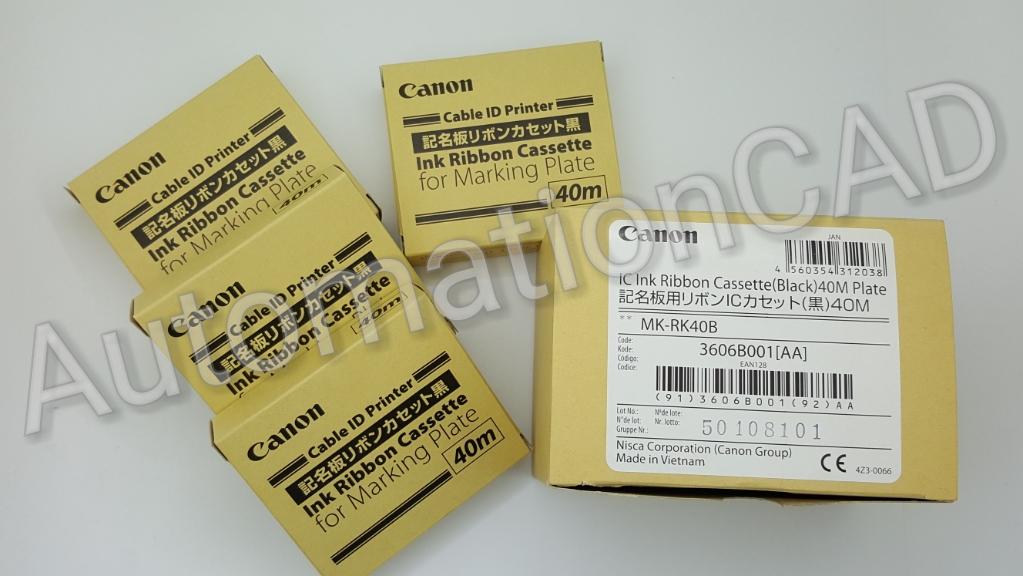 Canon
Cable ID Printer
記名板リボンカセット黒
Ink Ribbon Cassette
for Marking Plate
40m
Canon
Cable ID Printer
記名板リボンカセット黒
Ink Ribbon Cassette
for Marking Plate
40m
Canon
Cable ID Printer
記名板リボンカセット黒
Ink Ribbon Cassette
40m
Canon
Cable ID Printer
記名板リボンカセット黒
Ink Ribbon Cassette
for Marking Plate
40m
Canon
JAN
4 560354 312038
IC Ink Ribbon Cassette(Black)40M Plate
記名板用リボンICカセット(黒)40M
** MK-RK40B
Code:
Kode:
Código:
Codice:
3606B001[AA]
EAN128
(91)3606B001(92)AA
Lot No.: Nº de lote:
N° de lot: Nr. lotto:
Gruppe Nr.:
50108101
Nisca Corporation (Canon Group)
Made in Vietnam
CE
4Z3-0066
AutomationCAD